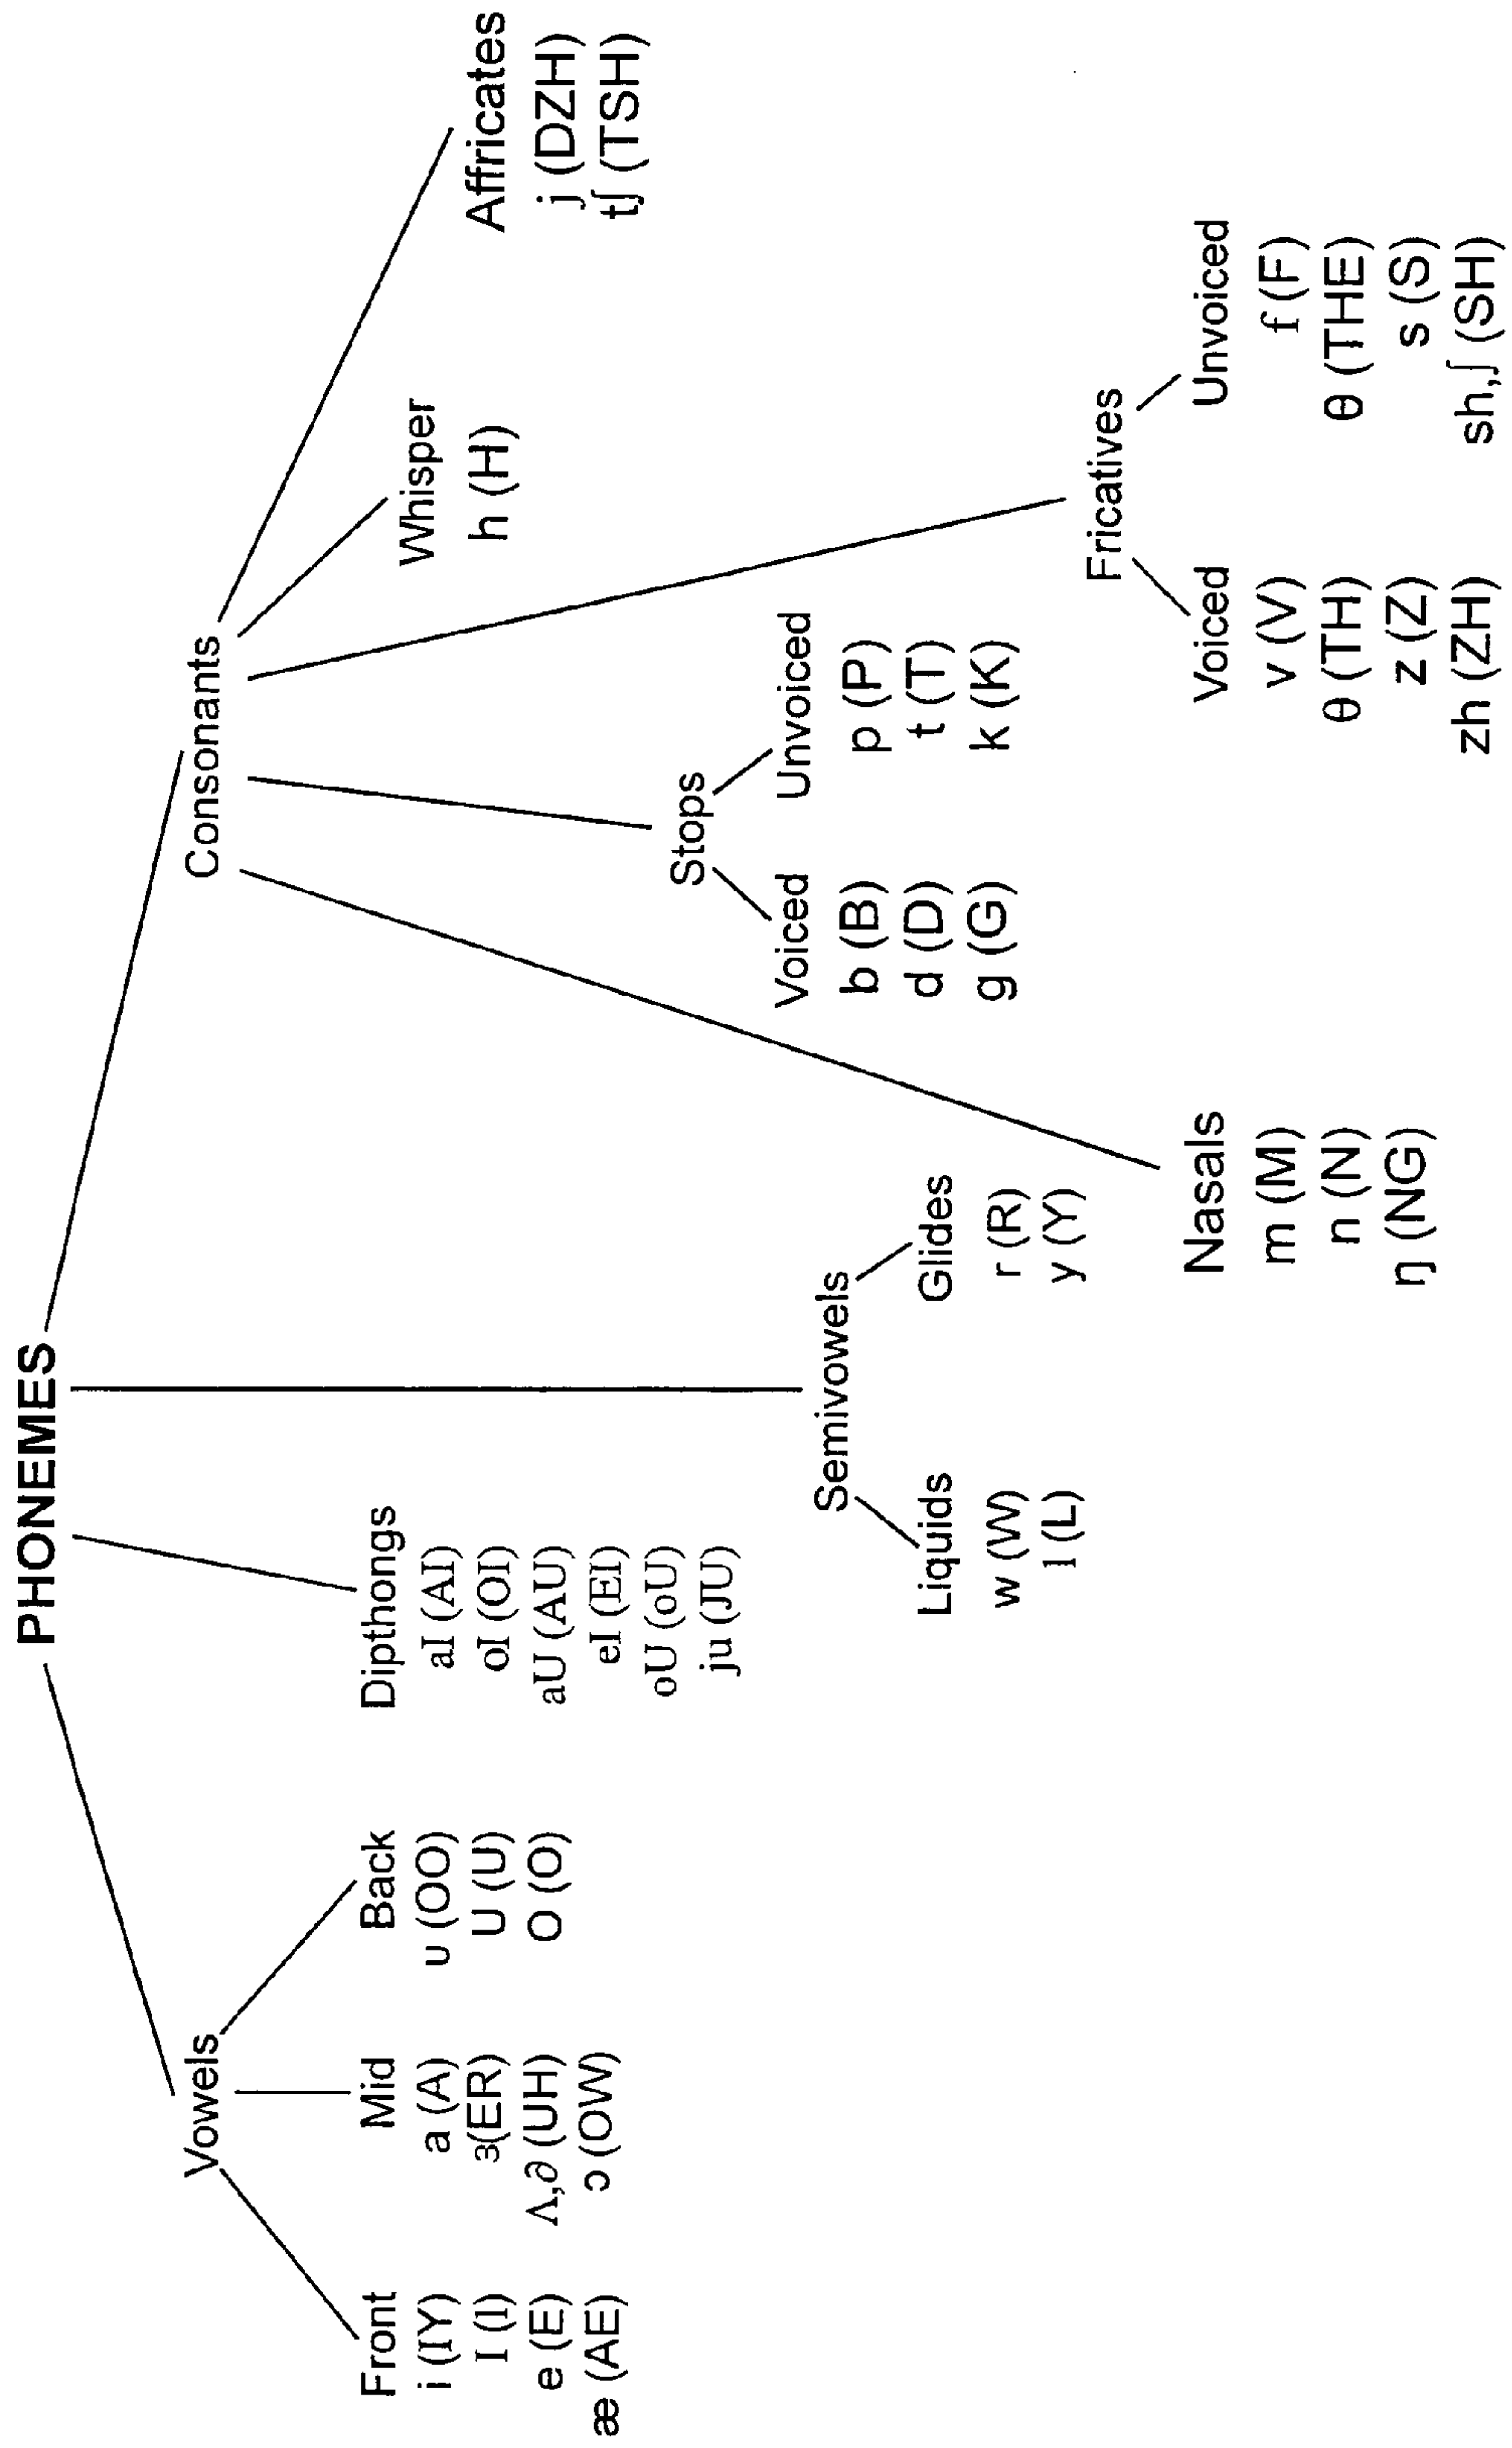 PHONEMES
Vowels
Front
i (IY)
I (I)
e (E)
æ (AE)
Mid
a (A)
ɜ(ER)
Λ,∂ (UH)
ɔ (OW)
Back
u (OO)
U (U)
O (O)
Dipthongs
aI (AI)
oI (OI)
aU (AU)
eI (EI)
oU (oU)
ju (JU)
Semivowels
Liquids
w (W)
l (L)
Glides
r (R)
y (Y)
Consonants
Nasals
m (M)
n (N)
η (NG)
Stops
Voiced
b (B)
d (D)
g (G)
Unvoiced
p (P)
t (T)
k (K)
Fricatives
Voiced
v (V)
θ (TH)
z (Z)
zh (ZH)
Unvoiced
f (F)
θ (THE)
s (S)
sh,ʃ (SH)
Whisper
h (H)
Affricates
j (DZH)
tʃ (TSH)